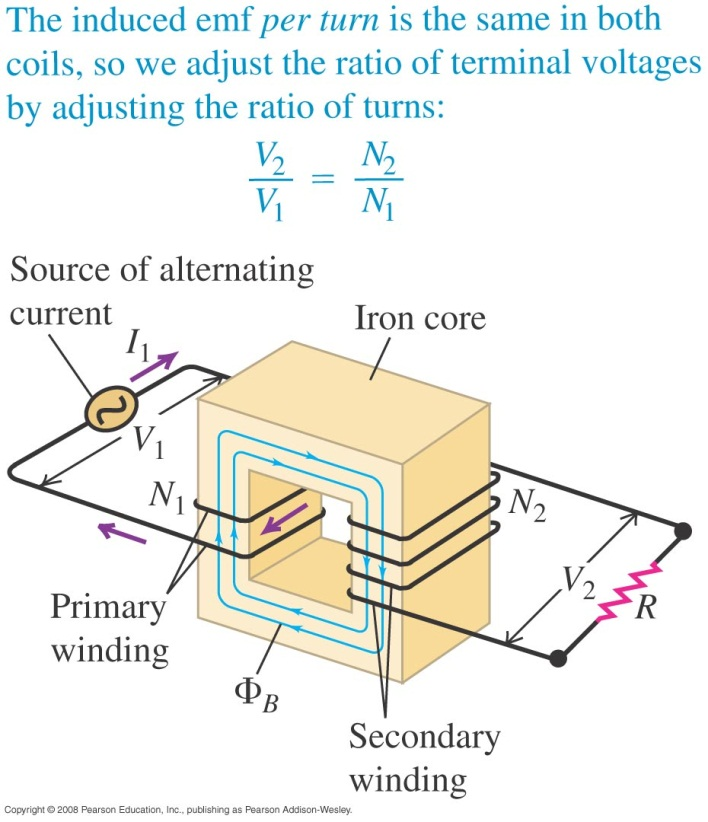 The induced emf per turn is the same in both
coils, so we adjust the ratio of terminal voltages
by adjusting the ratio of turns:
V₂/V₁ = N₂/N₁
Source of alternating
current
Iron core
I₁
V₁
N₁
N₂
V₂
R
Primary
winding
Φ_B
Secondary
winding
Copyright © 2008 Pearson Education, Inc., publishing as Pearson Addison-Wesley.